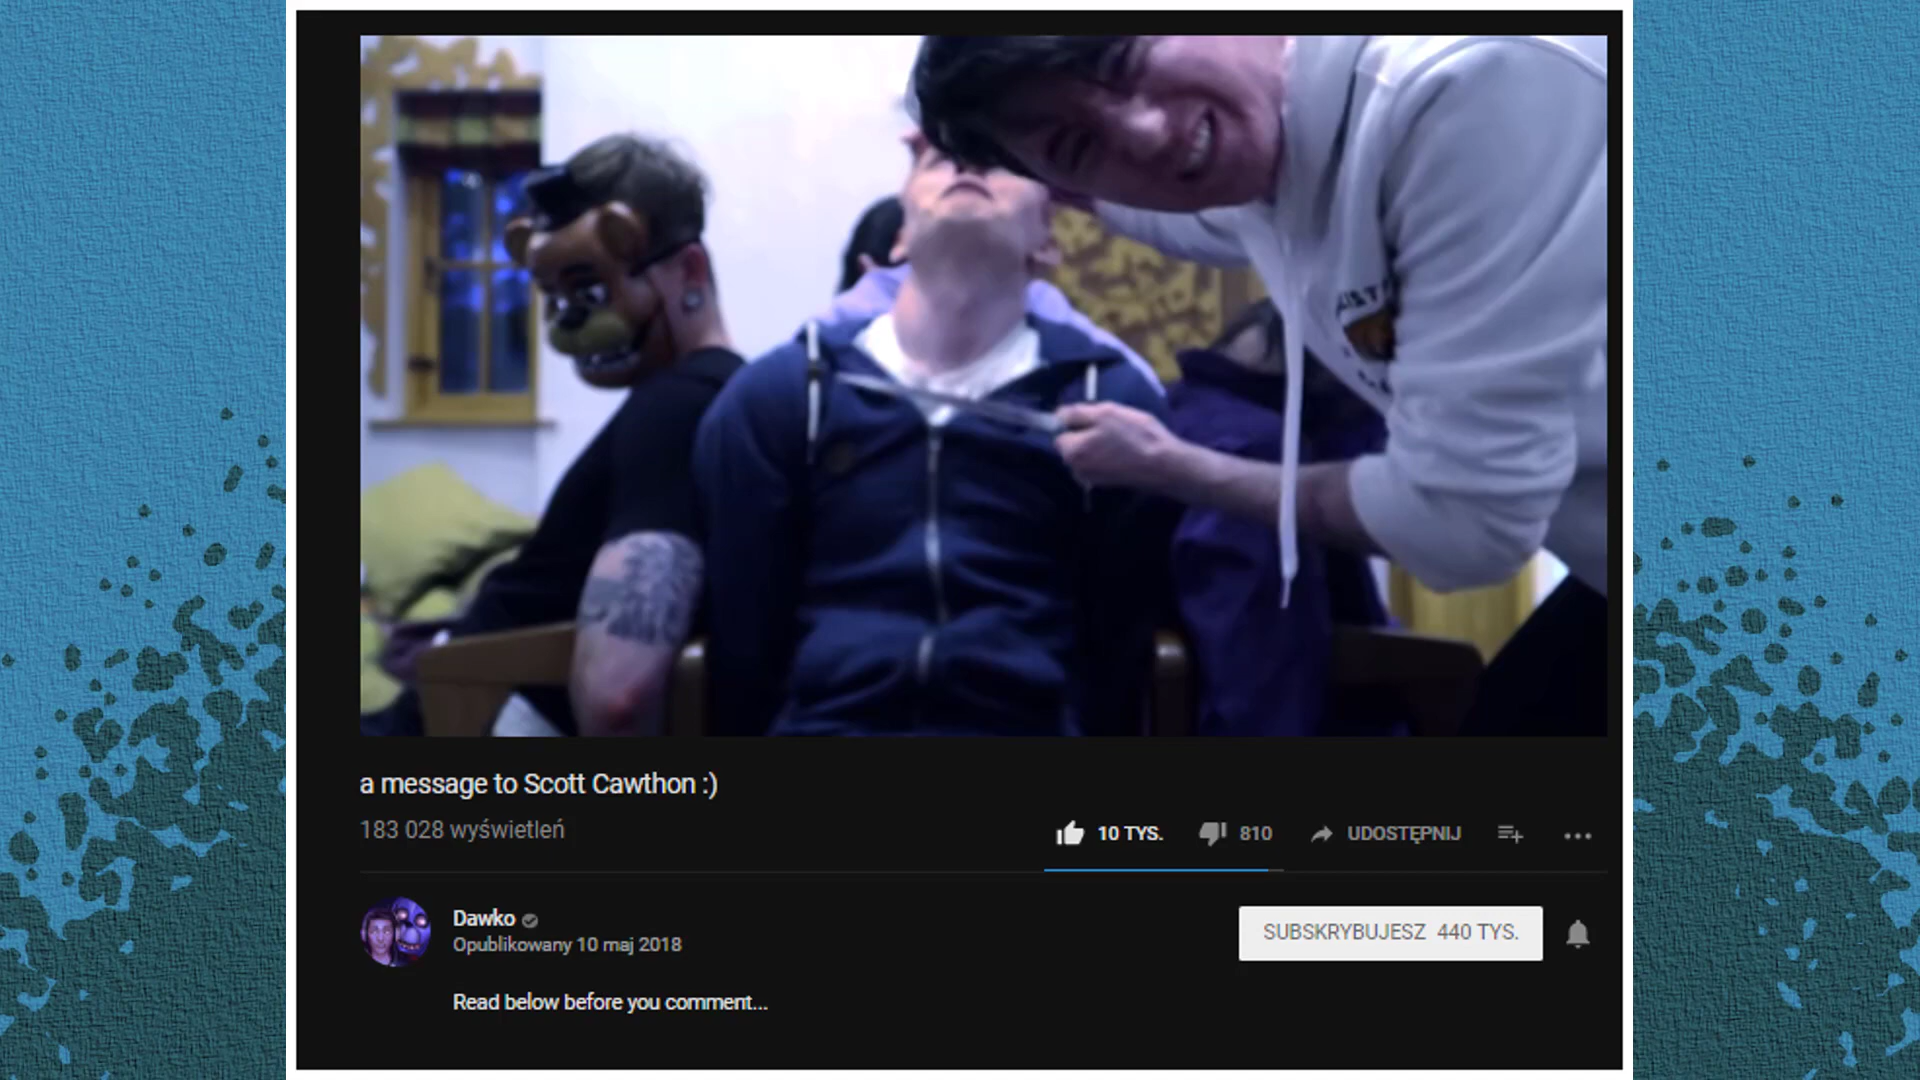 a message to Scott Cawthon :)
183 028 wyświetleń
10 TYS. 810 UDOSTĘPNIJ
Dawko
Opublikowany 10 maj 2018
SUBSKRYBUJESZ 440 TYS.
Read below before you comment...